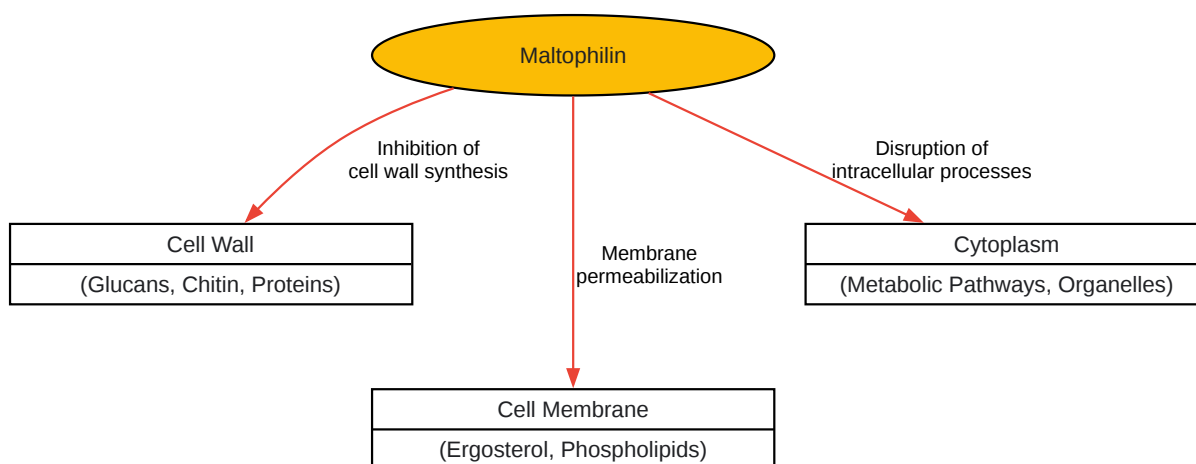 Maltophilin
Inhibition of
cell wall synthesis
Disruption of
intracellular processes
Membrane
permeabilization
Cell Wall
(Glucans, Chitin, Proteins)
Cytoplasm
(Metabolic Pathways, Organelles)
Cell Membrane
(Ergosterol, Phospholipids)